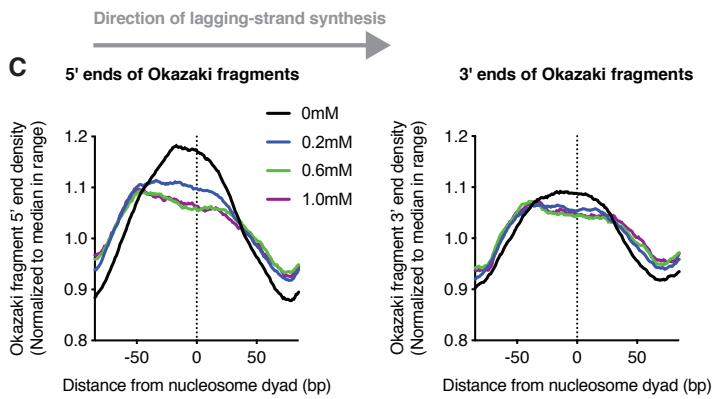 Direction of lagging-strand synthesis
C
5' ends of Okazaki fragments
3' ends of Okazaki fragments
0mM
0.2mM
0.6mM
1.0mM
Okazaki fragment 5' end density
(Normalized to median in range)
1.2
1.1
1.0
0.9
0.8
-50
0
50
Distance from nucleosome dyad (bp)
Okazaki fragment 3' end density
(Normalized to median in range)
1.2
1.1
1.0
0.9
0.8
-50
0
50
Distance from nucleosome dyad (bp)